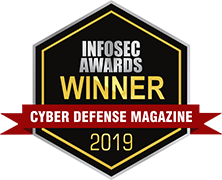 INFOSEC
AWARDS
WINNER
CYBER DEFENSE MAGAZINE
2019